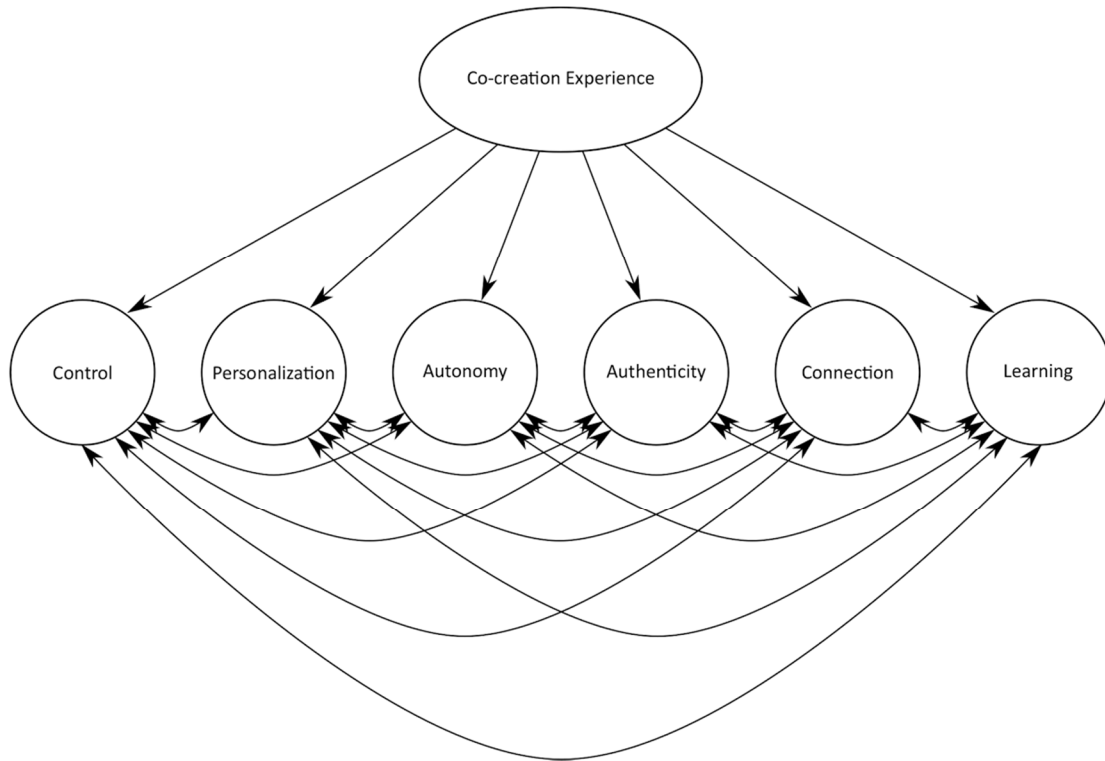 Co-creation Experience
Control
Personalization
Autonomy
Authenticity
Connection
Learning